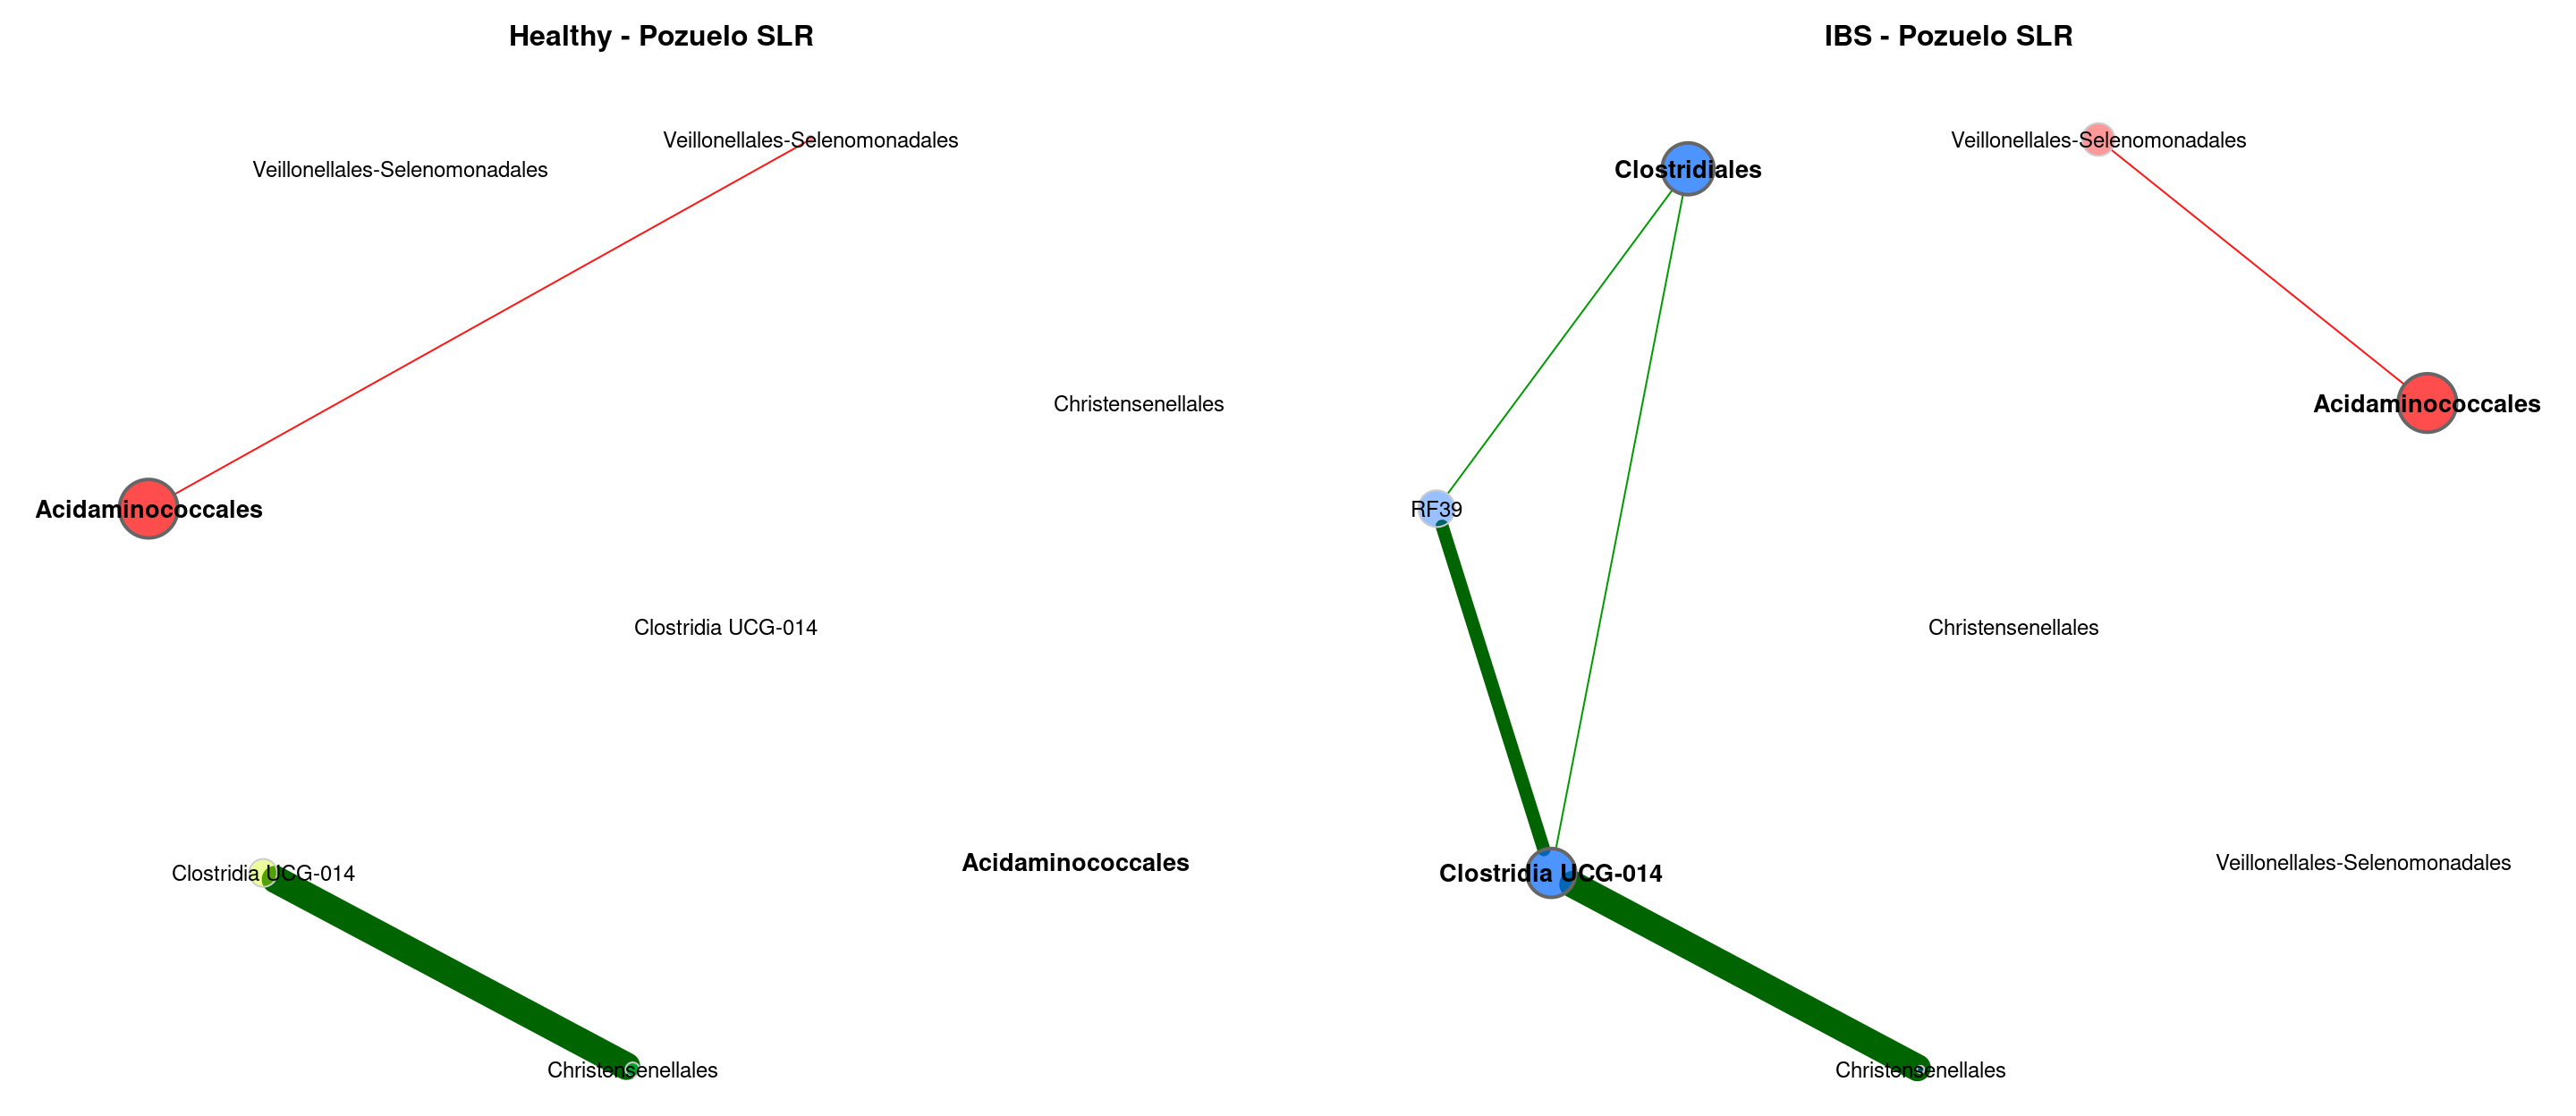 Healthy - Pozuelo SLR
Veillonellales-Selenomonadales
Veillonellales-Selenomonadales
Christensenellales
Acidaminococcales
Clostridia UCG-014
Acidaminococcales
Clostridia UCG-014
Christensenellales
IBS - Pozuelo SLR
Veillonellales-Selenomonadales
Clostridiales
Acidaminococcales
RF39
Christensenellales
Veillonellales-Selenomonadales
Clostridia UCG-014
Christensenellales